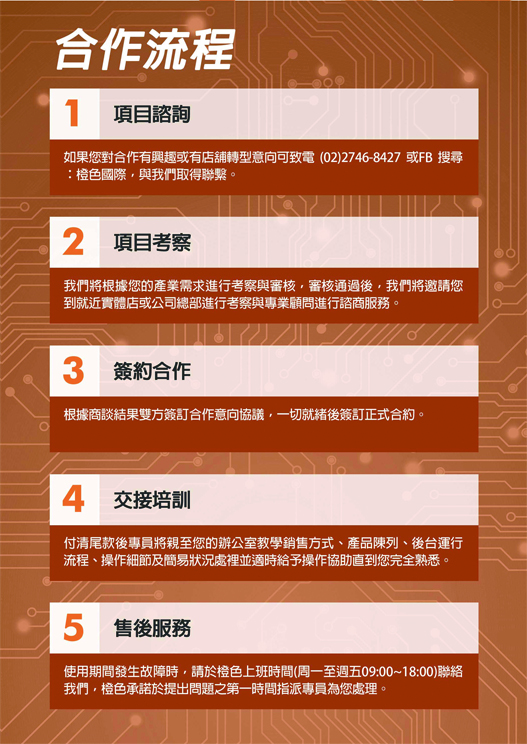 合作流程
1 項目諮詢
如果您對合作有興趣或有店舖轉型意向可致電 (02)2746-8427 或FB 搜尋
：橙色國際，與我們取得聯繫。
2 項目考察
我們將根據您的產業需求進行考察與審核，審核通過後，我們將邀請您
到就近實體店或公司總部進行考察與專業顧問進行諮商服務。
3 簽約合作
根據商談結果雙方簽訂合作意向協議，一切就緒後簽訂正式合約。
4 交接培訓
付清尾款後專員將親至您的辦公室教學銷售方式、產品陳列、後台運行
流程、操作細節及簡易狀況處裡並適時給予操作協助直到您完全熟悉。
5 售後服務
使用期間發生故障時，請於橙色上班時間(周一至週五09:00~18:00)聯絡
我們，橙色承諾於提出問題之第一時間指派專員為您處理。